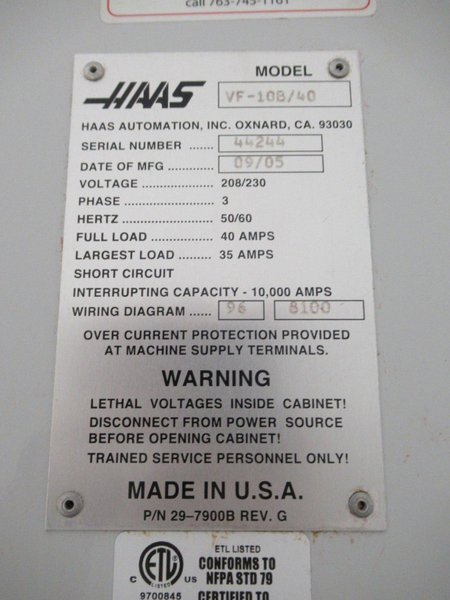 call 763-745-1161
HAAS
MODEL
VF-10B/40
HAAS AUTOMATION, INC. OXNARD, CA. 93030
SERIAL NUMBER ...... 44244
DATE OF MFG ...... 09/05
VOLTAGE .................... 208/230
PHASE ......................... 3
HERTZ ......................... 50/60
FULL LOAD ................. 40 AMPS
LARGEST LOAD .......... 35 AMPS
SHORT CIRCUIT
INTERRUPTING CAPACITY - 10,000 AMPS
WIRING DIAGRAM ...... 96 8100
OVER CURRENT PROTECTION PROVIDED
AT MACHINE SUPPLY TERMINALS.
WARNING
LETHAL VOLTAGES INSIDE CABINET!
DISCONNECT FROM POWER SOURCE
BEFORE OPENING CABINET!
TRAINED SERVICE PERSONNEL ONLY!
MADE IN U.S.A.
P/N 29-7900B REV. G
ETL LISTED
CONFORMS TO
NFPA STD 79
CERTIFIED TO
C ETL US
LISTED
9700845